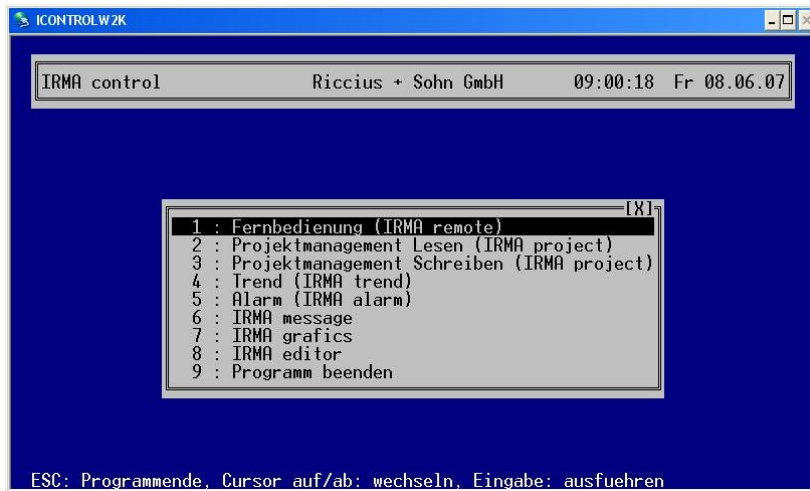 ICONTROLW2K
IRMA control Riccius + Sohn GmbH 09:00:18 Fr 08.06.07
[X]
1 : Fernbedienung (IRMA remote)
2 : Projektmanagement Lesen (IRMA project)
3 : Projektmanagement Schreiben (IRMA project)
4 : Trend (IRMA trend)
5 : Alarm (IRMA alarm)
6 : IRMA message
7 : IRMA grafics
8 : IRMA editor
9 : Programm beenden
ESC: Programmende, Cursor auf/ab: wechseln, Eingabe: ausfuehren